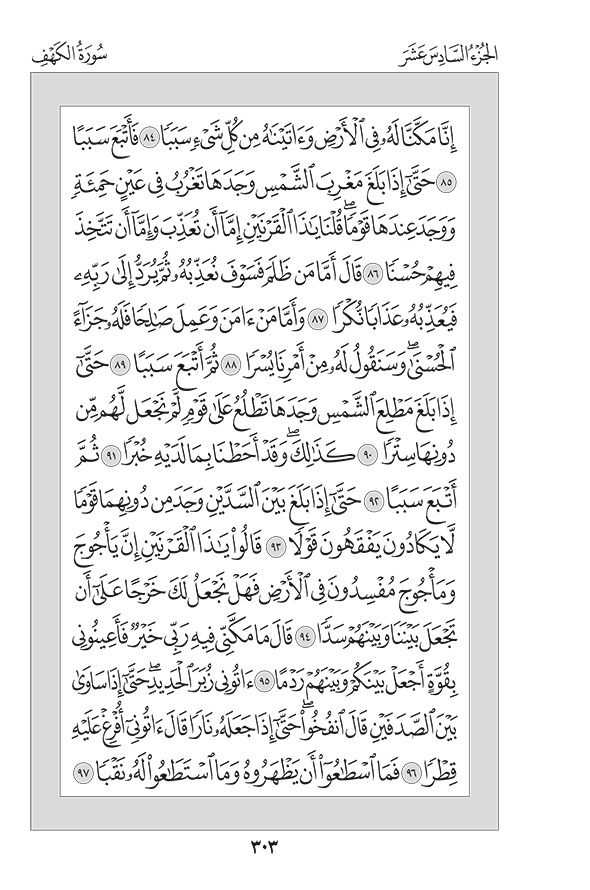 الجُزْءُ السَّادِسَ عَشَرَ
سُورَةُ الكَهْفِ
إِنَّا مَكَّنَّا لَهُۥ فِي ٱلْأَرْضِ وَءَاتَيْنَٰهُ مِن كُلِّ شَىْءٍ سَبَبًا ٨٤ فَأَتْبَعَ سَبَبًا
٨٥ حَتَّىٰٓ إِذَا بَلَغَ مَغْرِبَ ٱلشَّمْسِ وَجَدَهَا تَغْرُبُ فِى عَيْنٍ حَمِئَةٍ
وَوَجَدَ عِندَهَا قَوْمًاۖ قُلْنَا يَٰذَا ٱلْقَرْنَيْنِ إِمَّآ أَن تُعَذِّبَ وَإِمَّآ أَن تَتَّخِذَ
فِيهِمْ حُسْنًا ٨٦ قَالَ أَمَّا مَن ظَلَمَ فَسَوْفَ نُعَذِّبُهُۥ ثُمَّ يُرَدُّ إِلَىٰ رَبِّهِۦ
فَيُعَذِّبُهُۥ عَذَابًا نُّكْرًا ٨٧ وَأَمَّا مَنْ ءَامَنَ وَعَمِلَ صَٰلِحًا فَلَهُۥ جَزَآءً
ٱلْحُسْنَىٰۖ وَسَنَقُولُ لَهُۥ مِنْ أَمْرِنَا يُسْرًا ٨٨ ثُمَّ أَتْبَعَ سَبَبًا ٨٩ حَتَّىٰٓ
إِذَا بَلَغَ مَطْلِعَ ٱلشَّمْسِ وَجَدَهَا تَطْلُعُ عَلَىٰ قَوْمٍ لَّمْ نَجْعَل لَّهُم مِّن
دُونِهَا سِتْرًا ٩٠ كَذَٰلِكَۖ وَقَدْ أَحَطْنَا بِمَا لَدَيْهِ خُبْرًا ٩١ ثُمَّ
أَتْبَعَ سَبَبًا ٩٢ حَتَّىٰٓ إِذَا بَلَغَ بَيْنَ ٱلسَّدَّيْنِ وَجَدَ مِن دُونِهِمَا قَوْمًا
لَّا يَكَادُونَ يَفْقَهُونَ قَوْلًا ٩٣ قَالُوا۟ يَٰذَا ٱلْقَرْنَيْنِ إِنَّ يَأْجُوجَ
وَمَأْجُوجَ مُفْسِدُونَ فِى ٱلْأَرْضِ فَهَلْ نَجْعَلُ لَكَ خَرْجًا عَلَىٰٓ أَن
تَجْعَلَ بَيْنَنَا وَبَيْنَهُمْ سَدًّا ٩٤ قَالَ مَا مَكَّنِّى فِيهِ رَبِّى خَيْرٌ فَأَعِينُونِى
بِقُوَّةٍ أَجْعَلْ بَيْنَكُمْ وَبَيْنَهُمْ رَدْمًا ٩٥ ءَاتُونِى زُبَرَ ٱلْحَدِيدِۖ حَتَّىٰٓ إِذَا سَاوَىٰ
بَيْنَ ٱلصَّدَفَيْنِ قَالَ ٱنفُخُوا۟ۖ حَتَّىٰٓ إِذَا جَعَلَهُۥ نَارًا قَالَ ءَاتُونِىٓ أُفْرِغْ عَلَيْهِ
قِطْرًا ٩٦ فَمَا ٱسْطَٰعُوٓا۟ أَن يَظْهَرُوهُ وَمَا ٱسْتَطَٰعُوا۟ لَهُۥ نَقْبًا ٩٧
٣٠٣